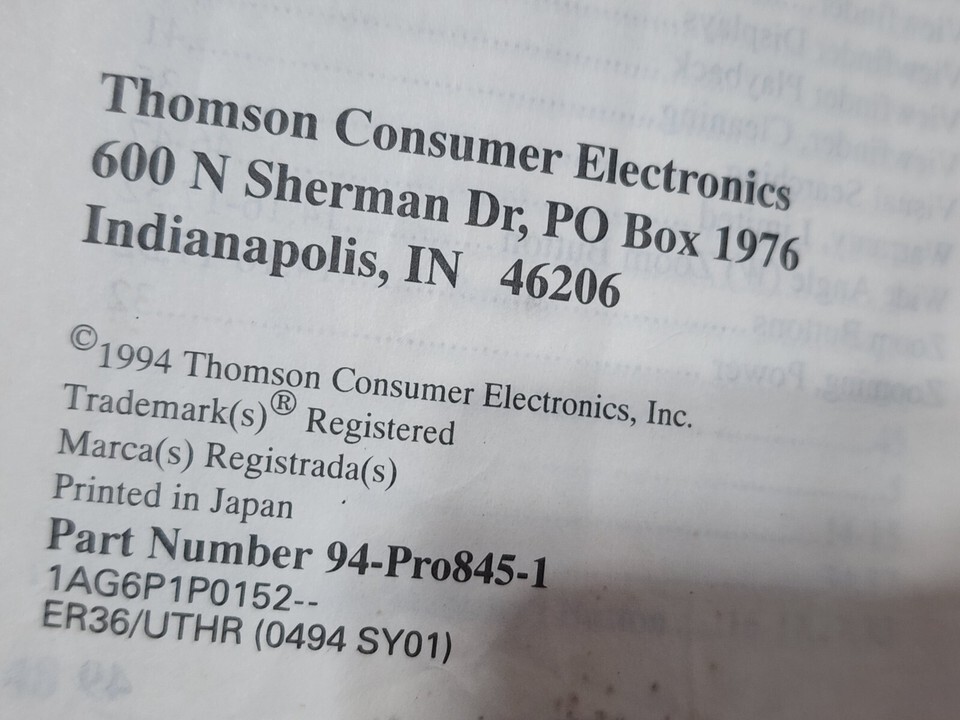 Thomson Consumer Electronics
600 N Sherman Dr, PO Box 1976
Indianapolis, IN 46206
©1994 Thomson Consumer Electronics, Inc.
Trademark(s)® Registered
Marca(s) Registrada(s)
Printed in Japan
Part Number 94-Pro845-1
1AG6P1P0152--
ER36/UTHR (0494 SY01)